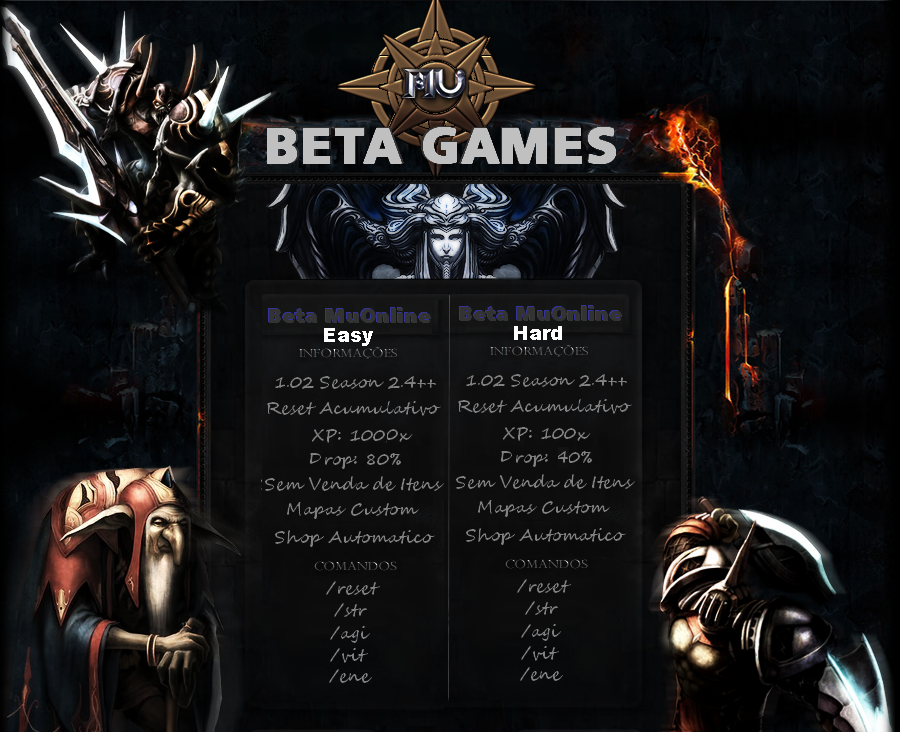 MU
BETA GAMES
Beta MuOnline
Easy
INFORMAÇÕES
1.02 Season 2.4++
Reset Acumulativo
XP: 1000x
Drop: 80%
Sem Venda de Itens
Mapas Custom
Shop Automatico
COMANDOS
/reset
/str
/agi
/vit
/ene
Beta MuOnline
Hard
INFORMAÇÕES
1.02 Season 2.4++
Reset Acumulativo
XP: 100x
Drop: 40%
Sem Venda de Itens
Mapas Custom
Shop Automatico
COMANDOS
/reset
/str
/agi
/vit
/ene